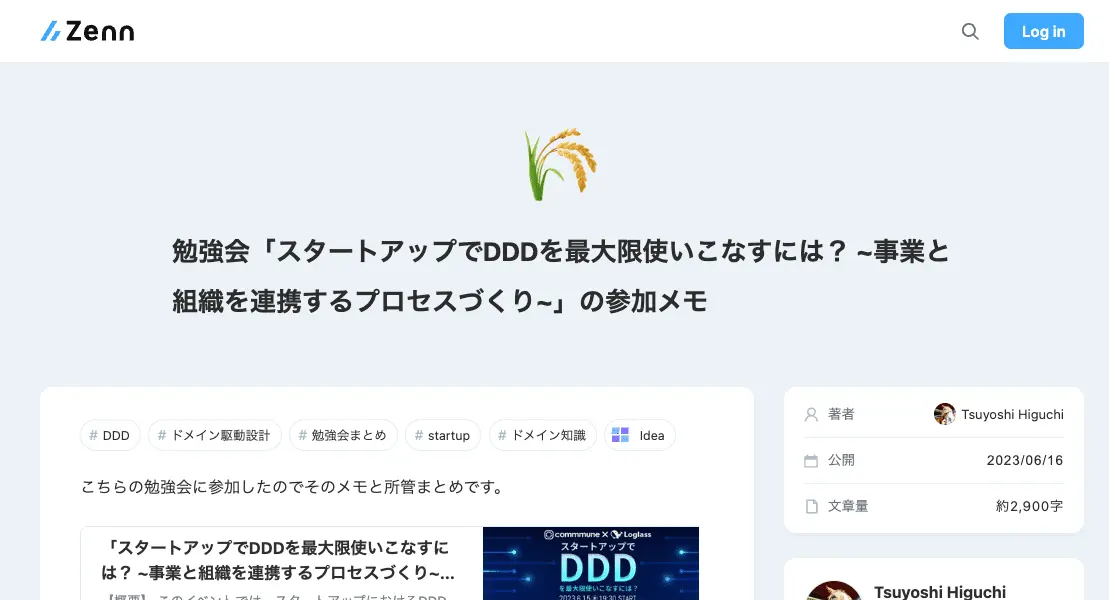 Zenn
Log in
勉強会「スタートアップでDDDを最大限使いこなすには？ ~事業と
組織を連携するプロセスづくり~」の参加メモ
# DDD
# ドメイン駆動設計
# 勉強会まとめ
# startup
# ドメイン知識
Idea
こちらの勉強会に参加したのでそのメモと所管まとめです。
「スタートアップでDDDを最大限使いこなすに
は？ ~事業と組織を連携するプロセスづくり~...
【概要】 このイベントでは、スタートアップにおけるDDD
commmune × Loglass
スタートアップで
DDD
を最大限使いこなすには？
2023.6.15 木 19:30 START
著者
Tsuyoshi Higuchi
公開
2023/06/16
文章量
約2,900字
Tsuyoshi Higuchi